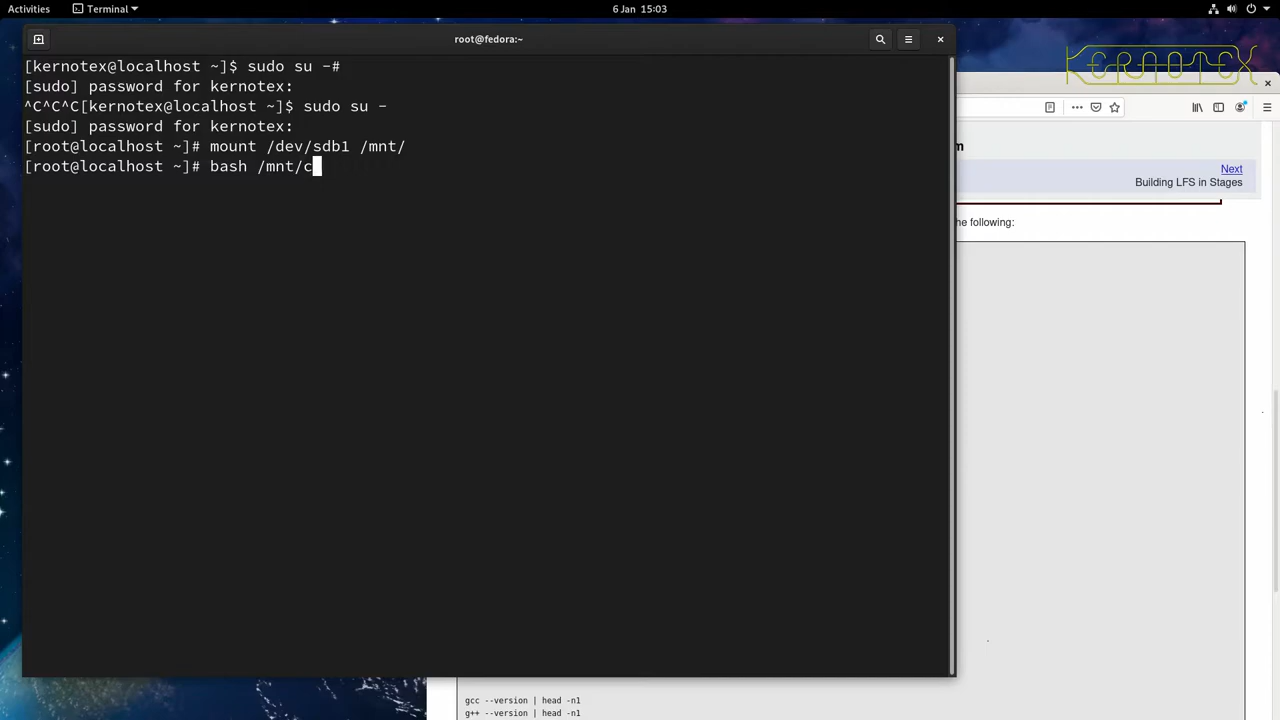 Activities Terminal 6 Jan 15:03
root@fedora:~
KERNOTEX
[kernotex@localhost ~]$ sudo su -#
[sudo] password for kernotex:
^C^C^C[kernotex@localhost ~]$ sudo su -
[sudo] password for kernotex:
[root@localhost ~]# mount /dev/sdb1 /mnt/
[root@localhost ~]# bash /mnt/c
m
Next
Building LFS in Stages
he following:
gcc --version | head -n1
g++ --version | head -n1